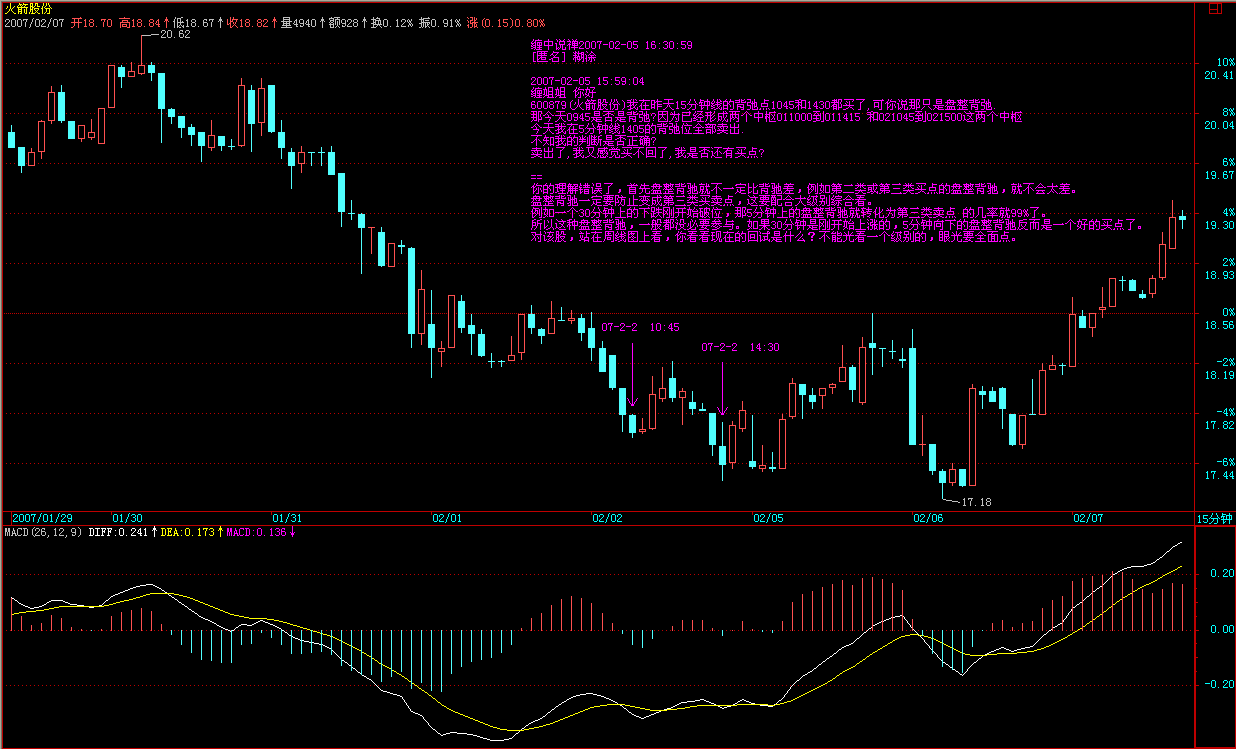 火箭股份
2007/02/07 开18.70 高18.84↑低18.67↑收18.82↑量4940↑额928↑换0.12% 振0.91% 涨(0.15)0.80%
20.62
缠中说禅2007-02-05 16:30:59
[匿名] 糊涂
2007-02-05 15:59:04
缠姐姐 你好
600879(火箭股份)我在昨天15分钟线的背弛点1045和1430都买了,可你说那只是盘整背弛.
那今天0945是否是背弛?因为已经形成两个中枢011000到011415 和021045到021500这两个中枢
今天我在5分钟线1405的背弛位全部卖出.
不知我的判断是否正确?
卖出了,我又感觉买不回了,我是否还有买点?
==
你的理解错误了，首先盘整背驰就不一定比背驰差，例如第二类或第三类买点的盘整背驰，就不会太差。
盘整背驰一定要防止变成第三类买卖点，这要配合大级别综合看。
例如一个30分钟上的下跌刚开始破位，那5分钟上的盘整背驰就转化为第三类卖点 的几率就99%了。
所以这种盘整背驰，一般都没必要参与。如果30分钟是刚开始上涨的，5分钟向下的盘整背驰反而是一个好的买点了。
对该股，站在周线图上看，你看看现在的回试是什么？不能光看一个级别的，眼光要全面点。
07-2-2 10:45
07-2-2 14:30
17.18
10%
20.41
8%
20.04
6%
19.67
4%
19.30
2%
18.93
0%
18.56
-2%
18.19
-4%
17.82
-6%
17.44
2007/01/29 01/30 01/31 02/01 02/02 02/05 02/06 02/07 15分钟
MACD(26,12,9) DIFF:0.241↑DEA:0.173↑MACD:0.136↓
0.20
0.00
-0.20